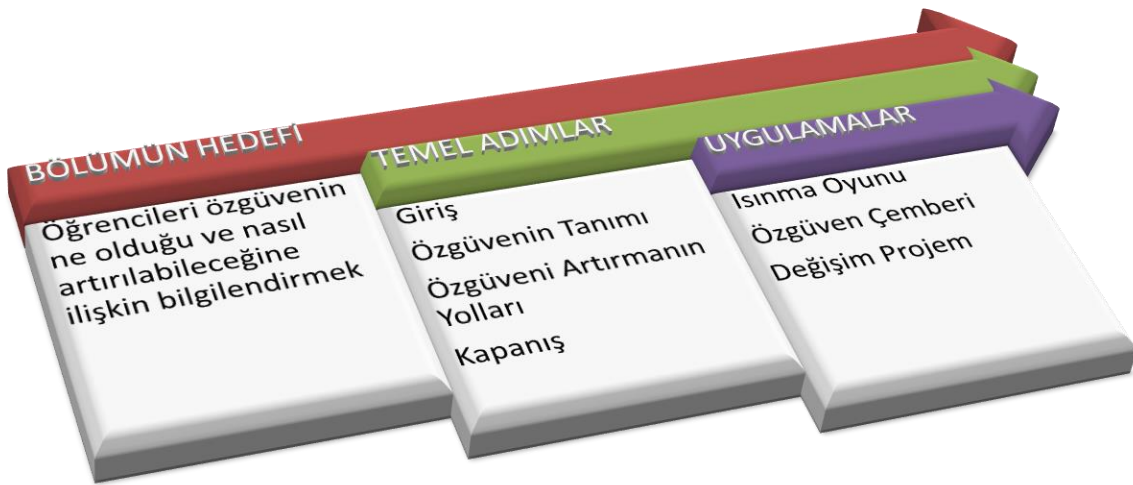 BÖLÜMÜN HEDEFİ
Öğrencileri özgüvenin
ne olduğu ve nasıl
artırılabileceğine
ilişkin bilgilendirmek
TEMEL ADIMLAR
Giriş
Özgüvenin Tanımı
Özgüveni Artırmanın
Yolları
Kapanış
UYGULAMALAR
Isınma Oyunu
Özgüven Çemberi
Değişim Projem